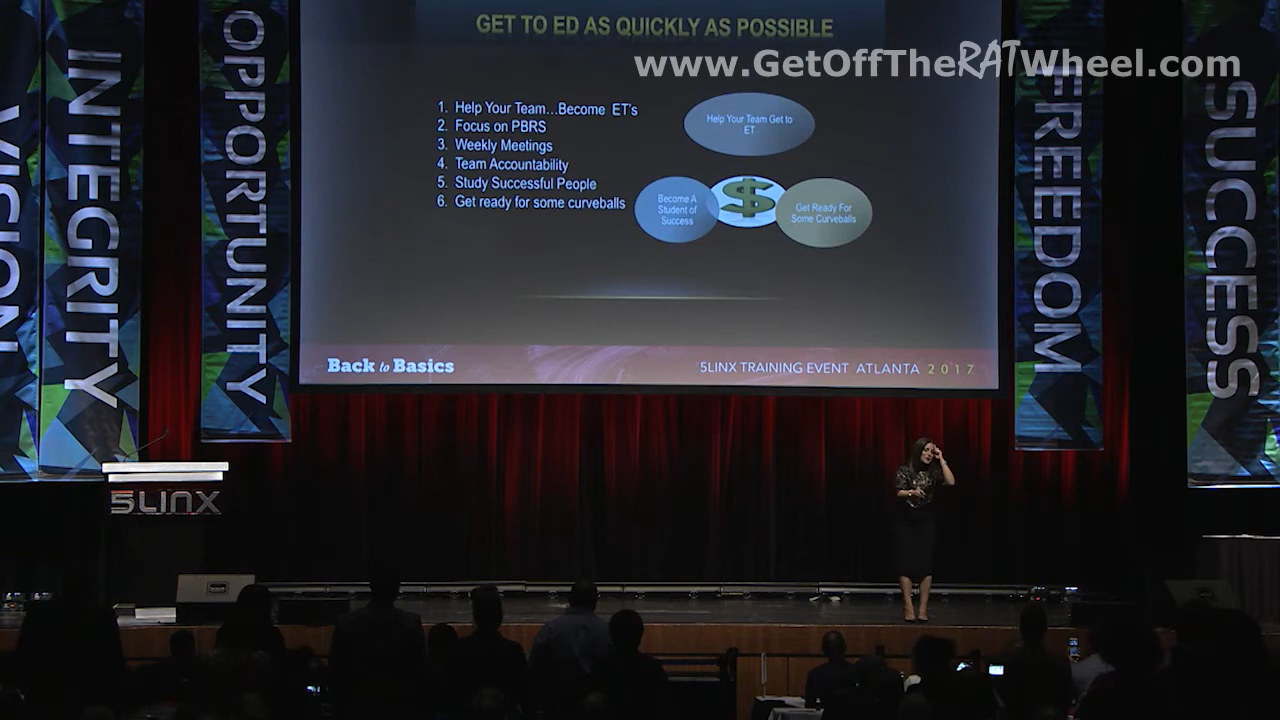 GET TO ED AS QUICKLY AS POSSIBLE
www.GetOffTheRATWheel.com
1. Help Your Team...Become ET's
2. Focus on PBRS
3. Weekly Meetings
4. Team Accountability
5. Study Successful People
6. Get ready for some curveballs
Help Your Team Get to
ET
Become A
Student of
Success
$
Get Ready For
Some Curveballs
Back to Basics
5LINX TRAINING EVENT ATLANTA 2017
VISION
INTEGRITY
OPPORTUNITY
FREEDOM
SUCCESS
5LINX